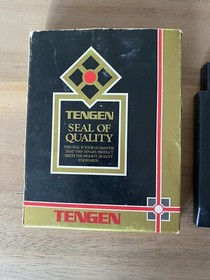 TENGEN
SEAL OF
QUALITY
THIS SEAL IS YOUR GUARANTEE
THAT THIS TENGEN PRODUCT
MEETS THE HIGHEST QUALITY
STANDARDS.
TENGEN